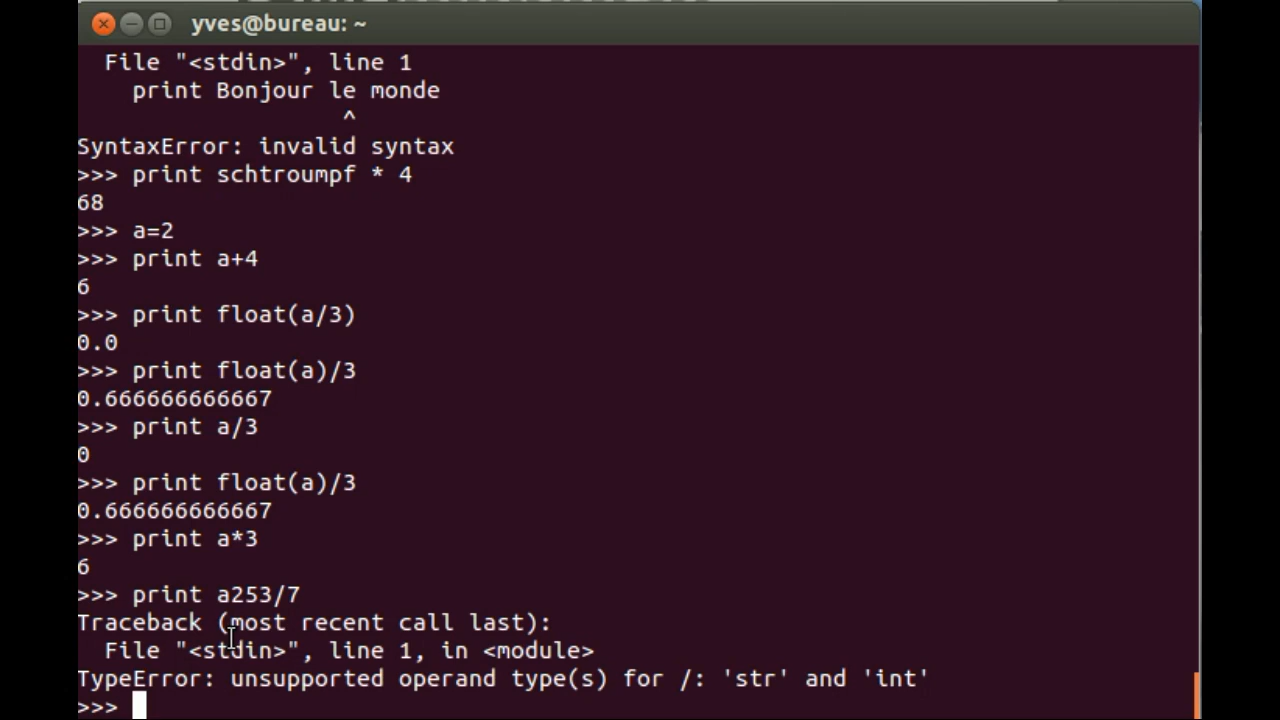 yves@bureau: ~
  File "<stdin>", line 1
    print Bonjour le monde
                   ^
SyntaxError: invalid syntax
>>> print schtroumpf * 4
68
>>> a=2
>>> print a+4
6
>>> print float(a/3)
0.0
>>> print float(a)/3
0.666666666667
>>> print a/3
0
>>> print float(a)/3
0.666666666667
>>> print a*3
6
>>> print a253/7
Traceback (most recent call last):
  File "<stdin>", line 1, in <module>
TypeError: unsupported operand type(s) for /: 'str' and 'int'
>>>